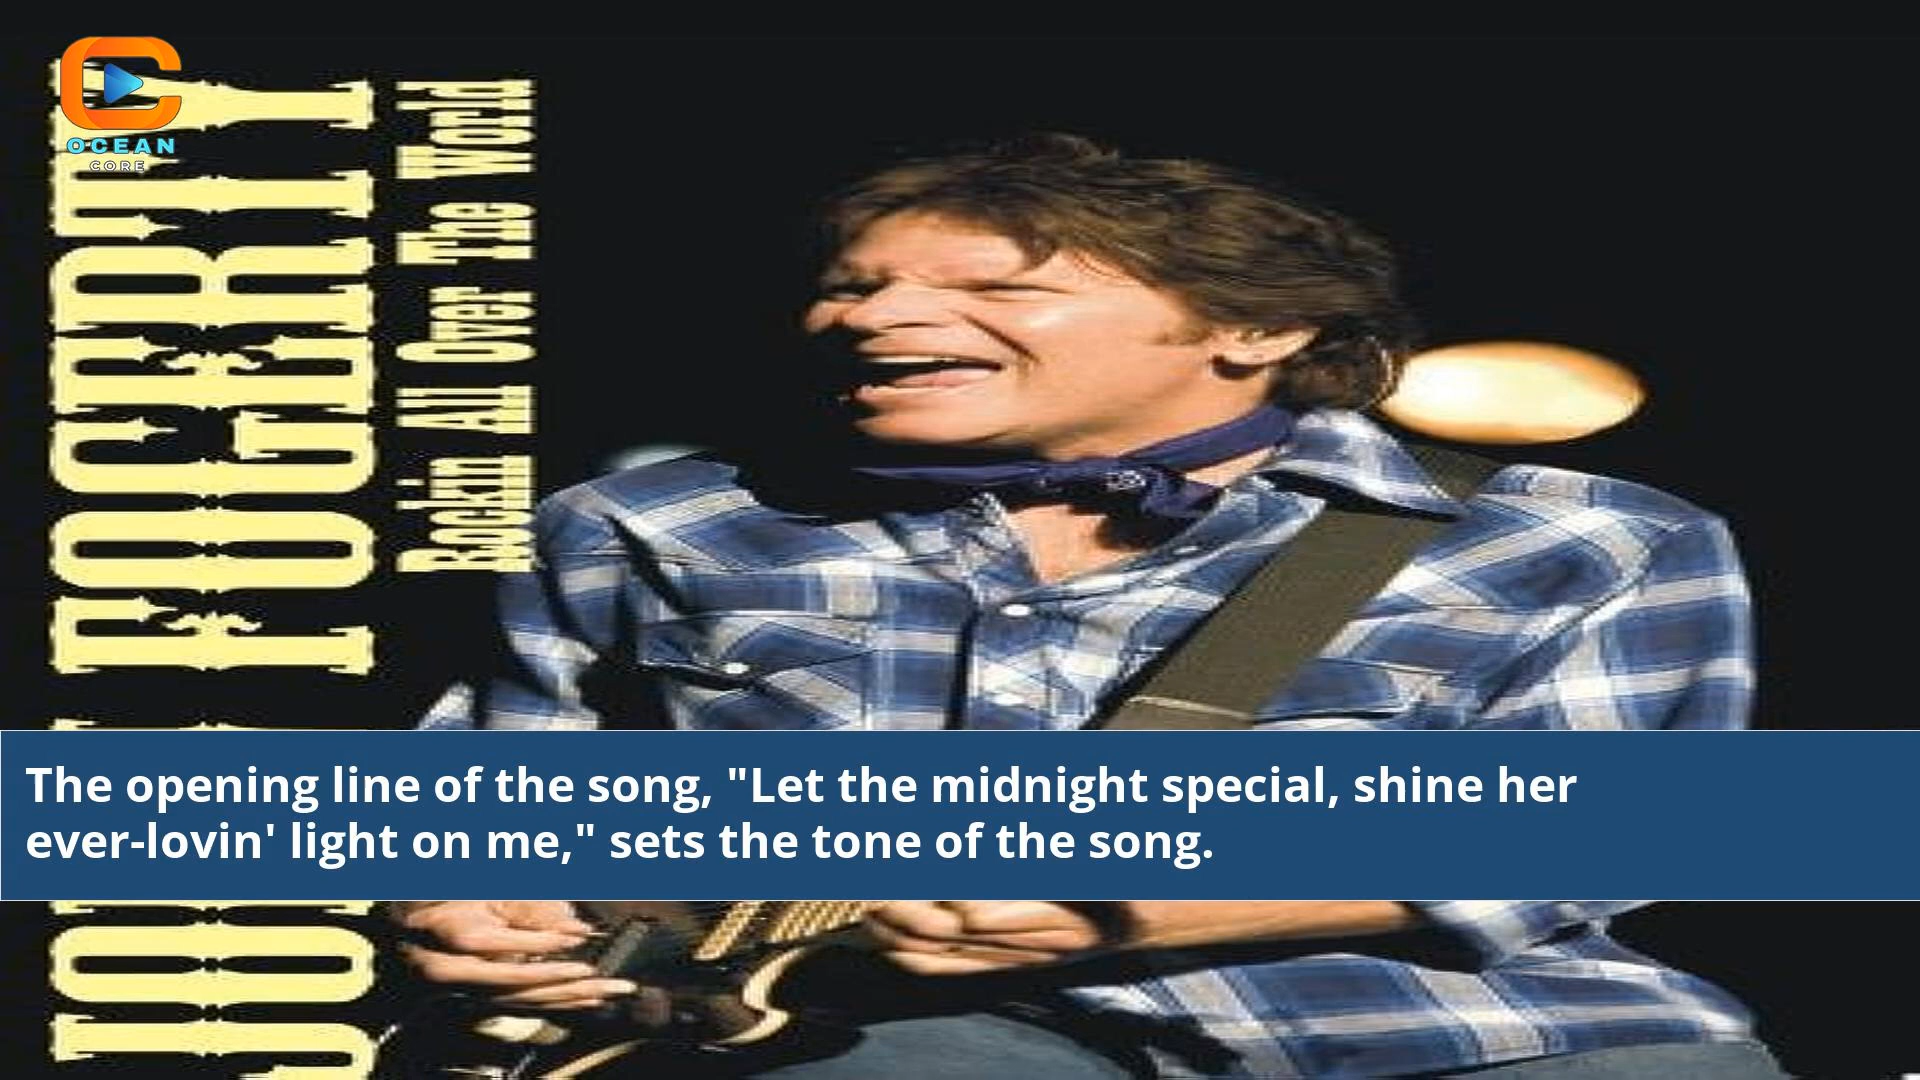 OCEAN
CORE
FOGERTY
Rockin All Over The World
The opening line of the song, "Let the midnight special, shine her
ever-lovin' light on me," sets the tone of the song.